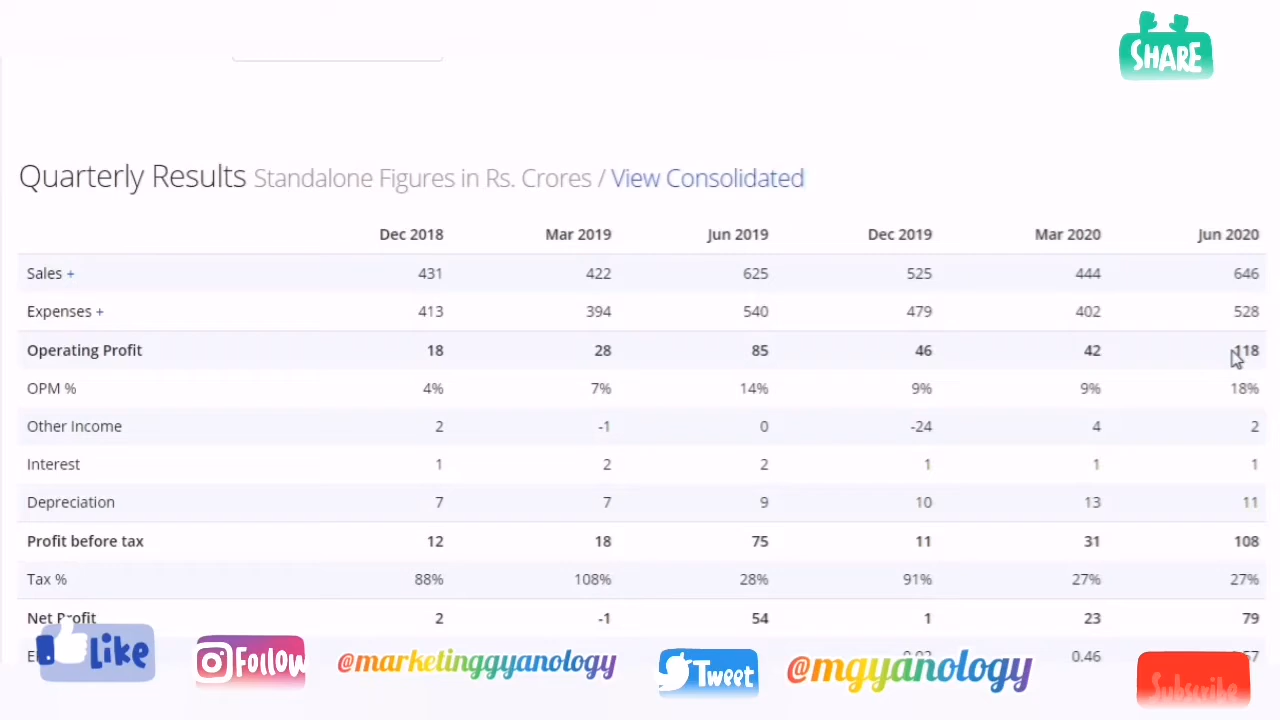 SHARE
Quarterly Results Standalone Figures in Rs. Crores / View Consolidated
Dec 2018 Mar 2019 Jun 2019 Dec 2019 Mar 2020 Jun 2020
Sales + 431 422 625 525 444 646
Expenses + 413 394 540 479 402 528
Operating Profit 18 28 85 46 42 118
OPM % 4% 7% 14% 9% 9% 18%
Other Income 2 -1 0 -24 4 2
Interest 1 2 2 1 1 1
Depreciation 7 7 9 10 13 11
Profit before tax 12 18 75 11 31 108
Tax % 88% 108% 28% 91% 27% 27%
Net Profit 2 -1 54 1 23 79
0.46
Like Follow @marketinggyanology Tweet @mgyanology Subscribe